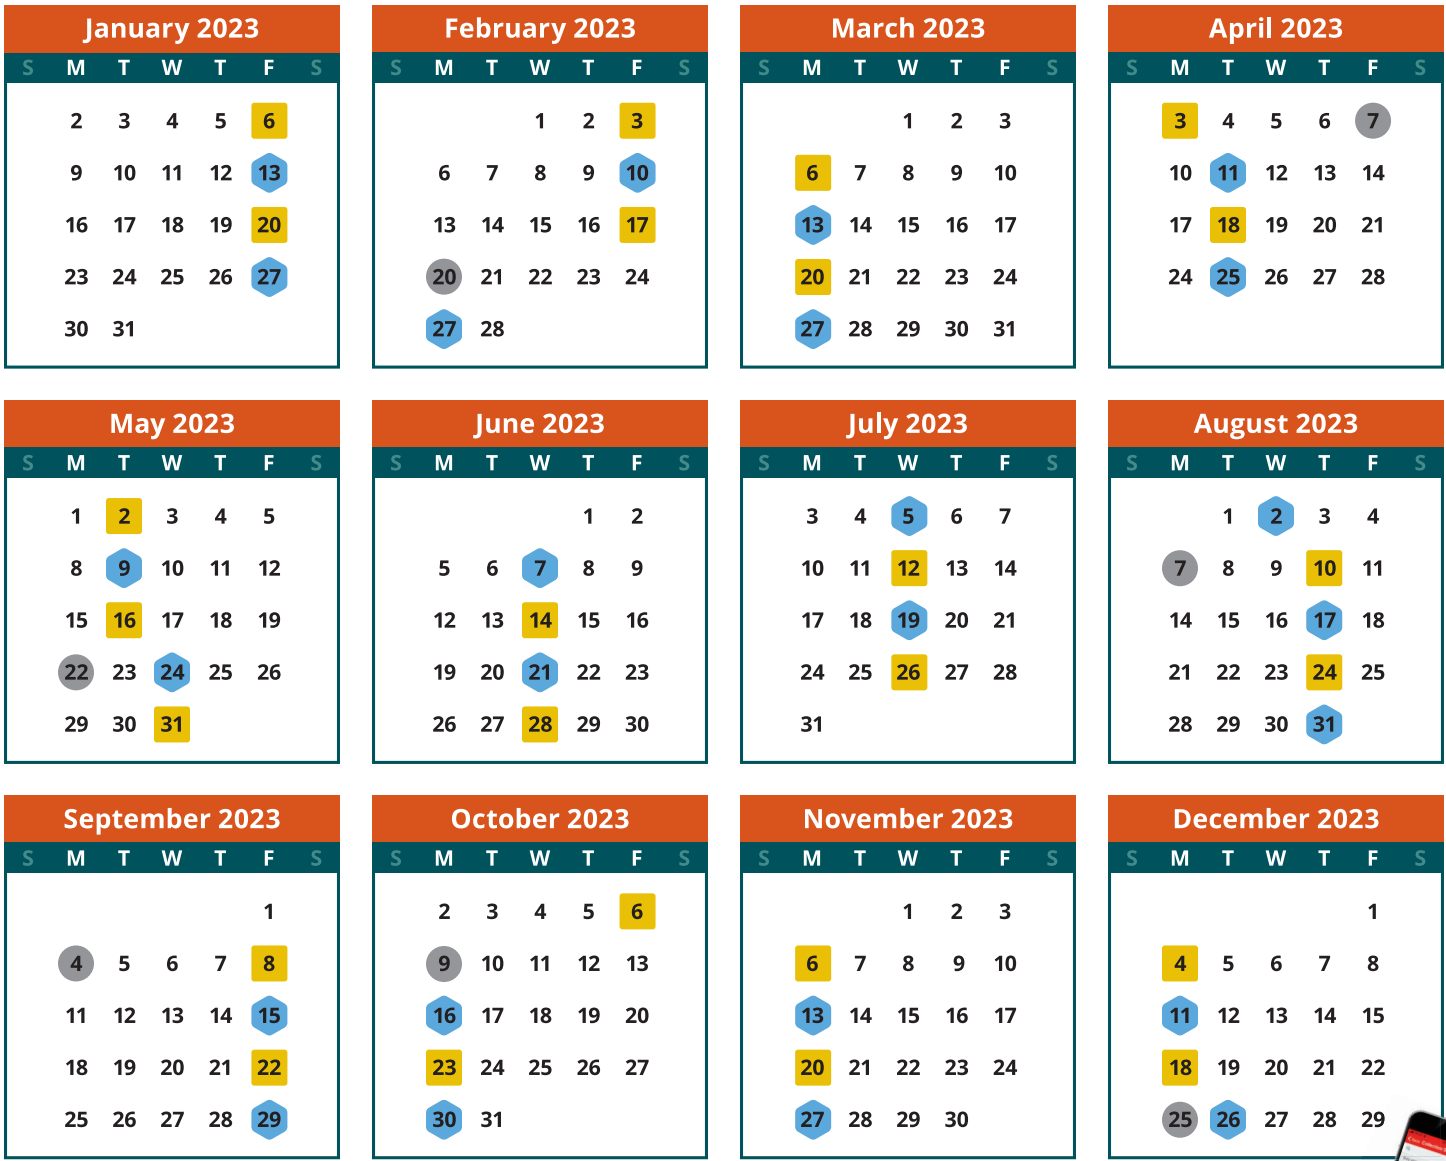 January 2023
S M T W T F S
2 3 4 5 6
9 10 11 12 13
16 17 18 19 20
23 24 25 26 27
30 31
February 2023
S M T W T F S
1 2 3
6 7 8 9 10
13 14 15 16 17
20 21 22 23 24
27 28
March 2023
S M T W T F S
1 2 3
6 7 8 9 10
13 14 15 16 17
20 21 22 23 24
27 28 29 30 31
April 2023
S M T W T F S
3 4 5 6 7
10 11 12 13 14
17 18 19 20 21
24 25 26 27 28
May 2023
S M T W T F S
1 2 3 4 5
8 9 10 11 12
15 16 17 18 19
22 23 24 25 26
29 30 31
June 2023
S M T W T F S
1 2
5 6 7 8 9
12 13 14 15 16
19 20 21 22 23
26 27 28 29 30
July 2023
S M T W T F S
3 4 5 6 7
10 11 12 13 14
17 18 19 20 21
24 25 26 27 28
31
August 2023
S M T W T F S
1 2 3 4
7 8 9 10 11
14 15 16 17 18
21 22 23 24 25
28 29 30 31
September 2023
S M T W T F S
1
4 5 6 7 8
11 12 13 14 15
18 19 20 21 22
25 26 27 28 29
October 2023
S M T W T F S
2 3 4 5 6
9 10 11 12 13
16 17 18 19 20
23 24 25 26 27
30 31
November 2023
S M T W T F S
1 2 3
6 7 8 9 10
13 14 15 16 17
20 21 22 23 24
27 28 29 30
December 2023
S M T W T F S
1
4 5 6 7 8
11 12 13 14 15
18 19 20 21 22
25 26 27 28 29